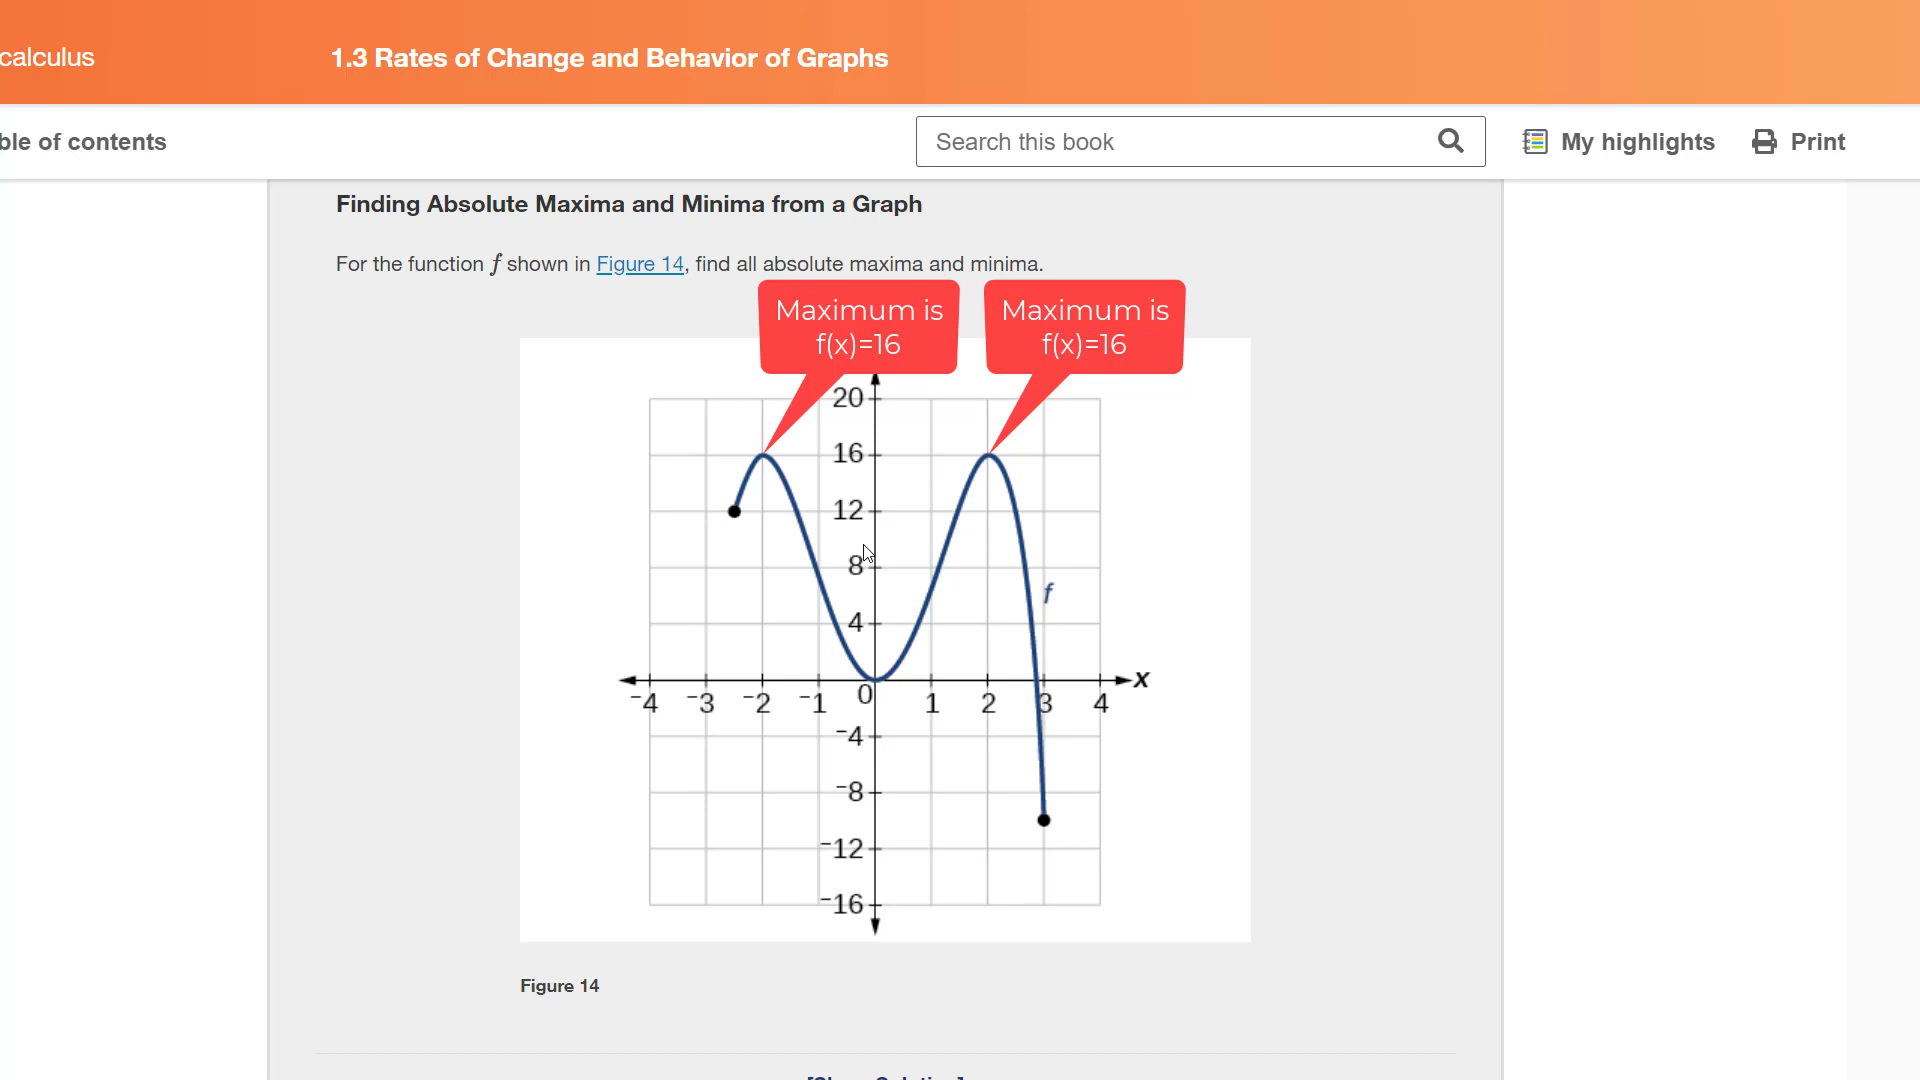 calculus
1.3 Rates of Change and Behavior of Graphs
ble of contents
Search this book
My highlights
Print
Finding Absolute Maxima and Minima from a Graph
For the function f shown in Figure 14, find all absolute maxima and minima.
Maximum is
f(x)=16
Maximum is
f(x)=16
20
16
12
8
4
f
x
-4 -3 -2 -1 0 1 2 3 4
-4
-8
-12
-16
Figure 14